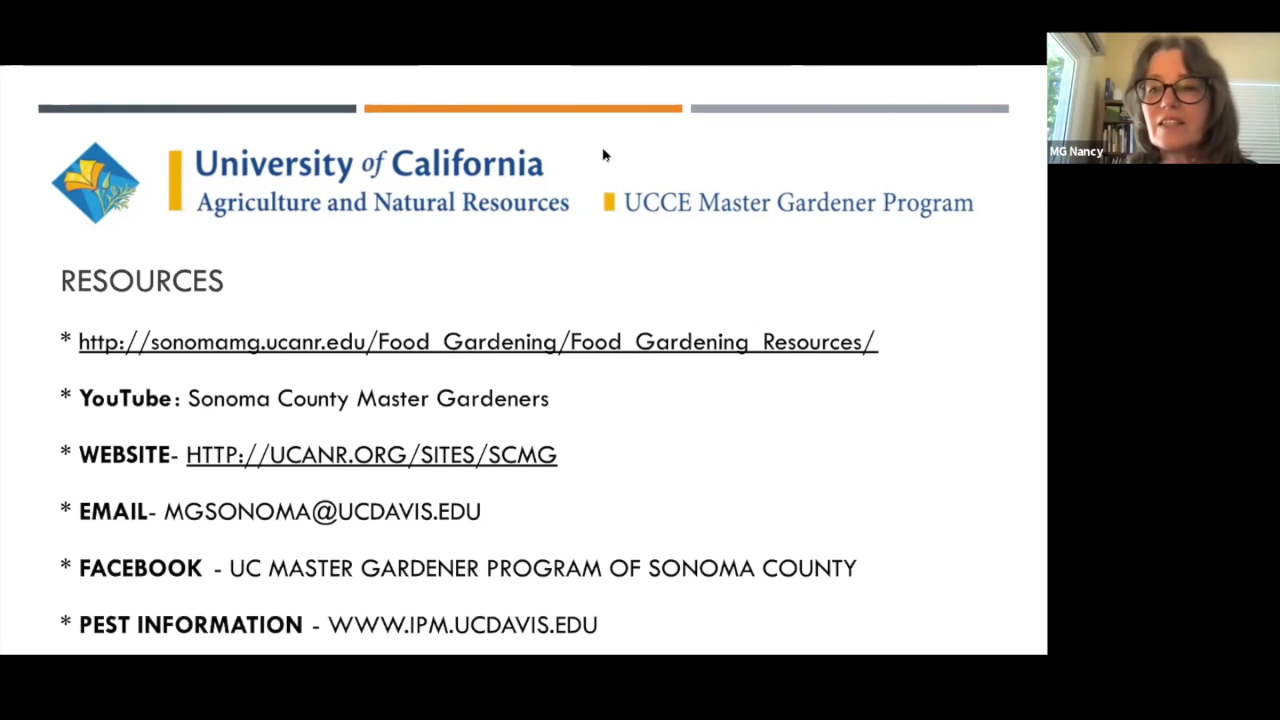 University of California
Agriculture and Natural Resources
UCCE Master Gardener Program
RESOURCES
* http://sonomamg.ucanr.edu/Food_Gardening/Food_Gardening_Resources/
* YouTube: Sonoma County Master Gardeners
* WEBSITE- HTTP://UCANR.ORG/SITES/SCMG
* EMAIL- MGSONOMA@UCDAVIS.EDU
* FACEBOOK - UC MASTER GARDENER PROGRAM OF SONOMA COUNTY
* PEST INFORMATION - WWW.IPM.UCDAVIS.EDU
MG Nancy